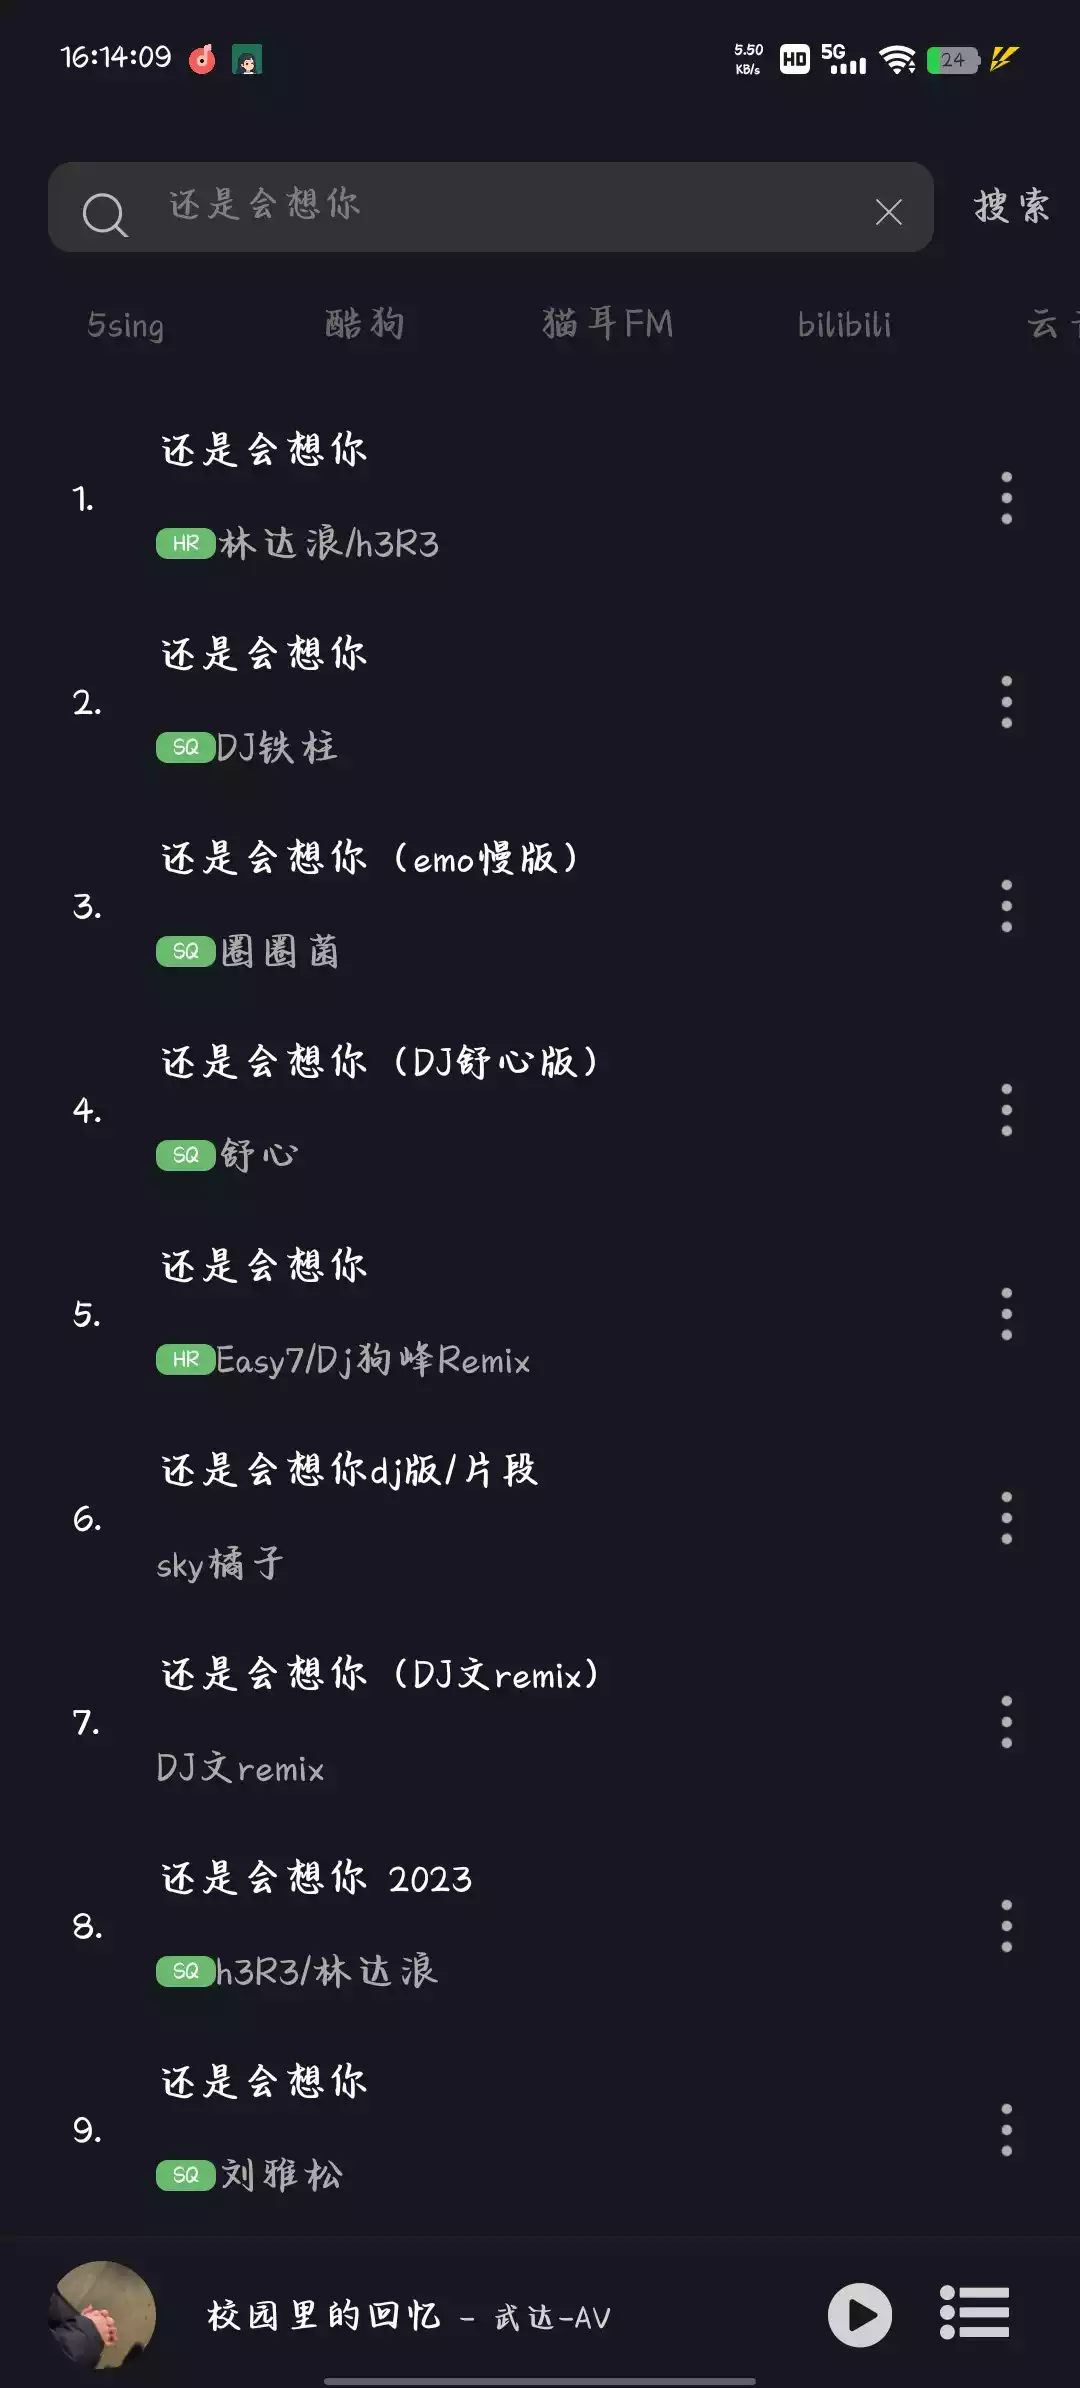 16:14:09 5.50 KB/s HD 5G 24
还是会想你 搜索
5sing 酷狗 猫耳FM bilibili 云
还是会想你
1.
HR 林达浪/h3R3
还是会想你
2.
SQ DJ铁柱
还是会想你（emo慢版）
3.
SQ 圈圈菌
还是会想你（DJ舒心版）
4.
SQ 舒心
还是会想你
5.
HR Easy7/Dj狗峰Remix
还是会想你dj版/片段
6.
sky橘子
还是会想你（DJ文remix）
7.
DJ文remix
还是会想你 2023
8.
SQ h3R3/林达浪
还是会想你
9.
SQ 刘雅松
校园里的回忆 - 武达-AV